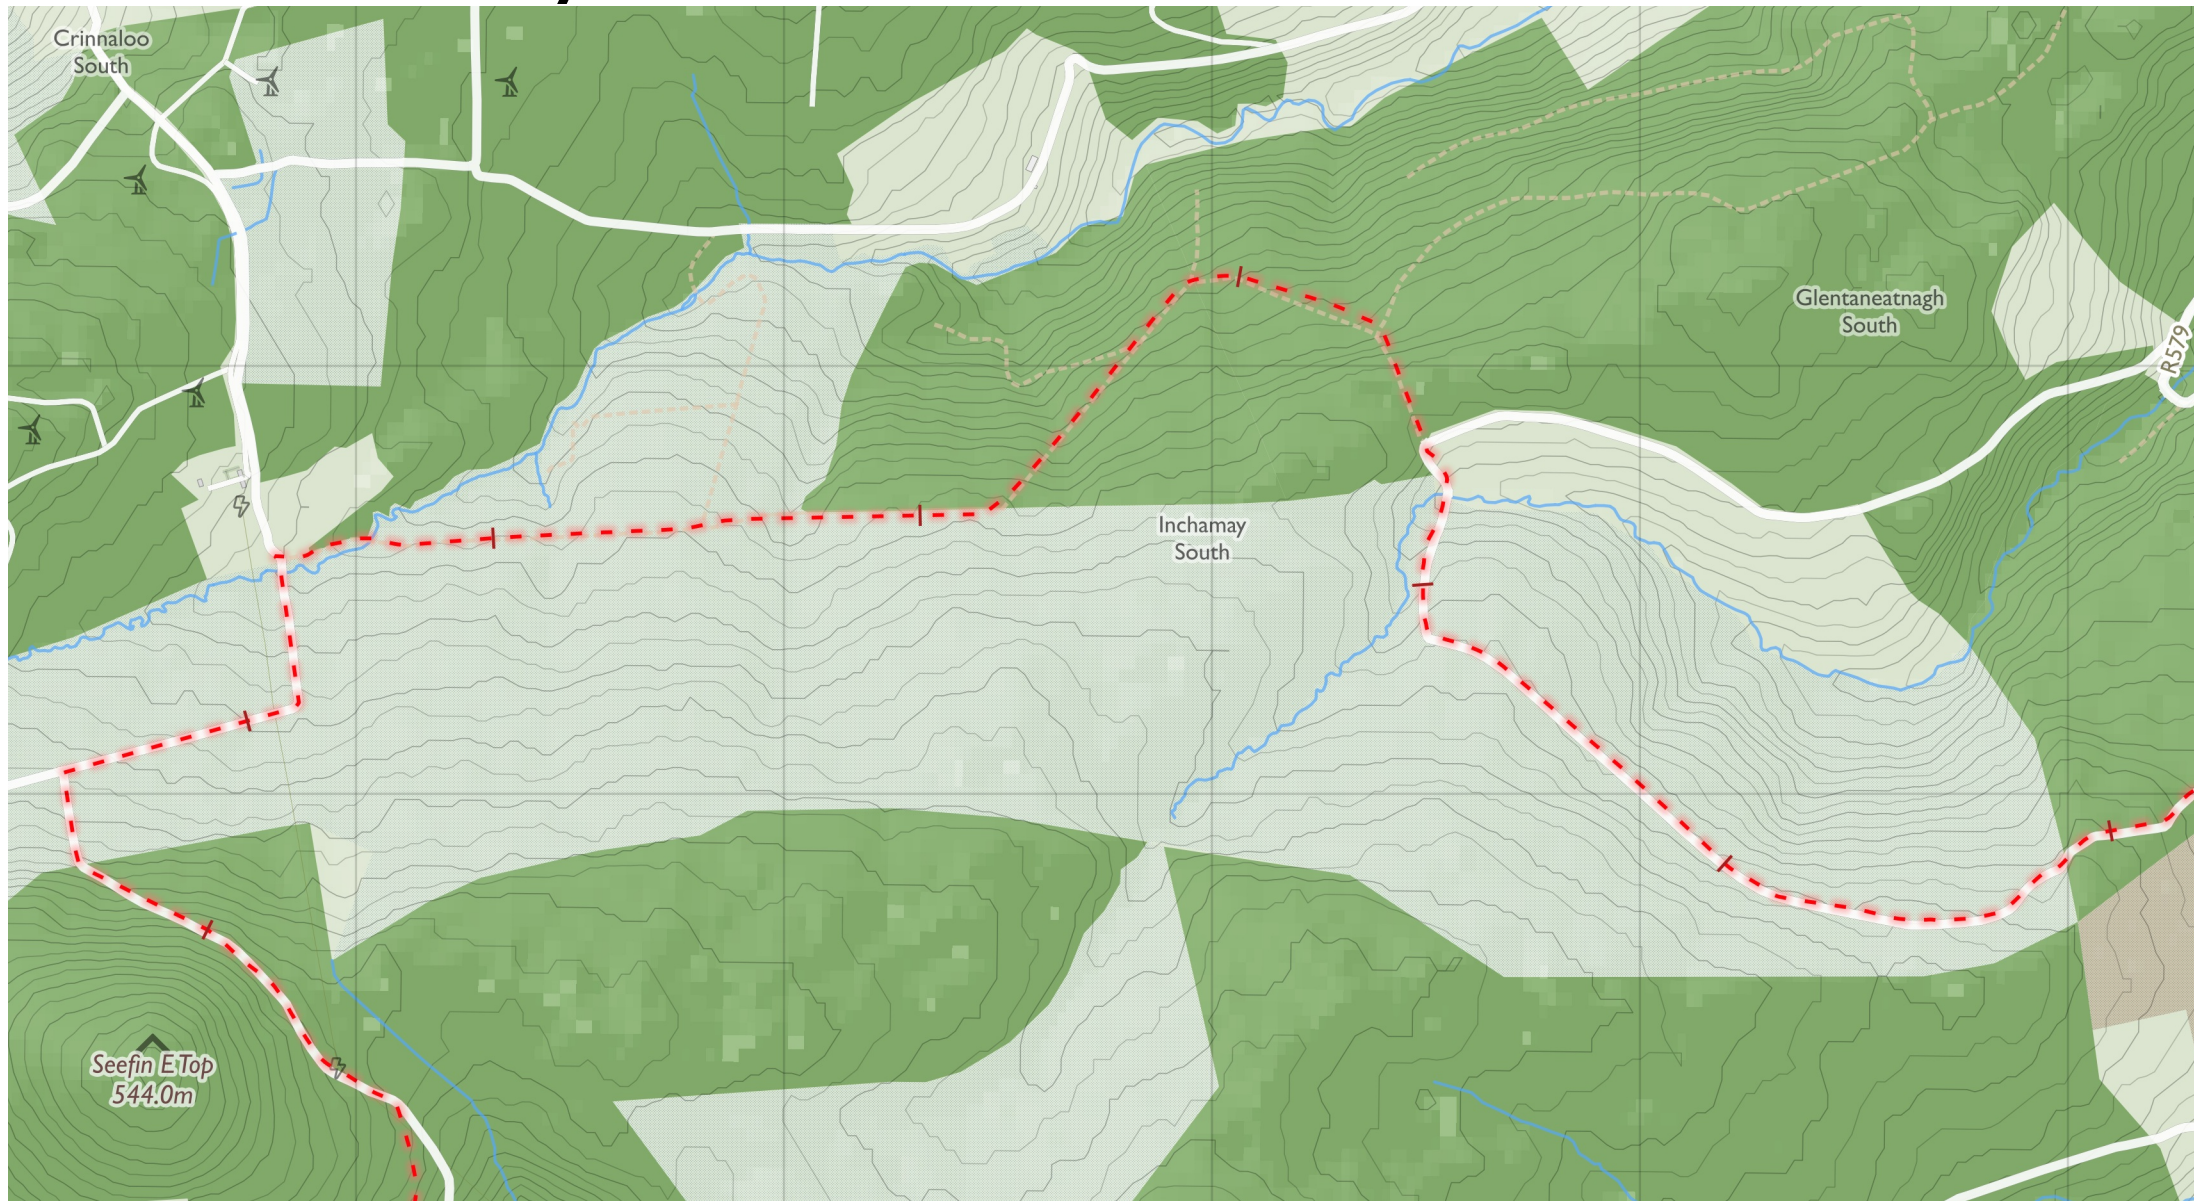 Crinnaloo
South
Glentaneatnagh
South
R579
Inchamay
South
Seefin E Top
544.0m